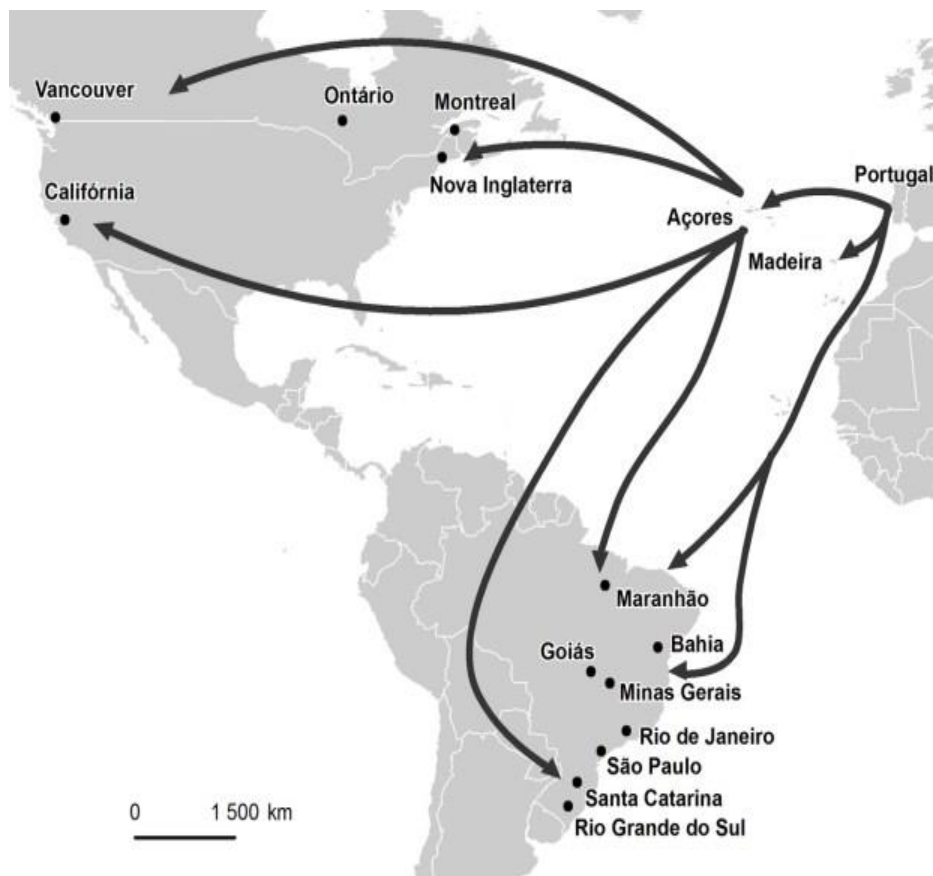 Vancouver
Ontário
Montreal
Nova Inglaterra
Califórnia
Portugal
Açores
Madeira
Maranhão
Bahia
Goiás
Minas Gerais
Rio de Janeiro
São Paulo
Santa Catarina
Rio Grande do Sul
0 1 500 km